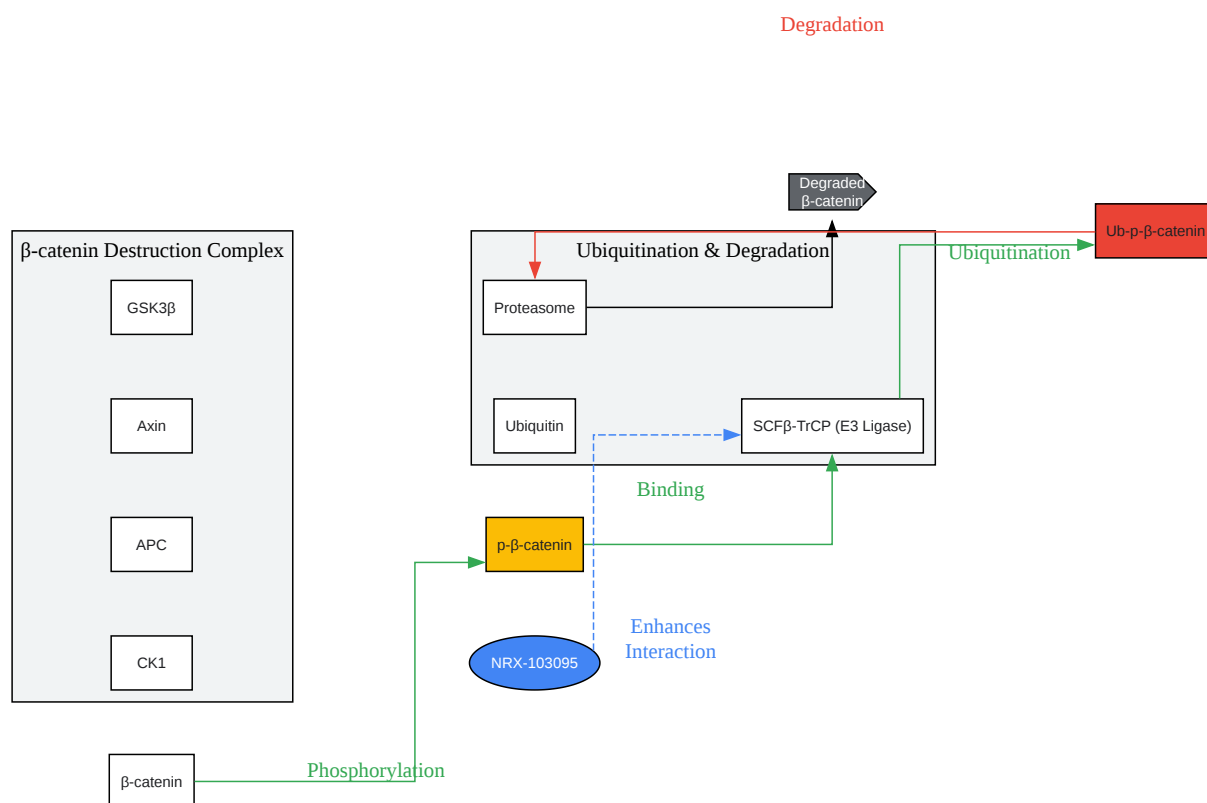 Degradation
Degraded
β-catenin
Ub-p-β-catenin
β-catenin Destruction Complex
Ubiquitination & Degradation
Ubiquitination
GSK3β
Proteasome
Axin
Ubiquitin
SCFβ-TrCP (E3 Ligase)
Binding
APC
p-β-catenin
Enhances
Interaction
CK1
NRX-103095
Phosphorylation
β-catenin